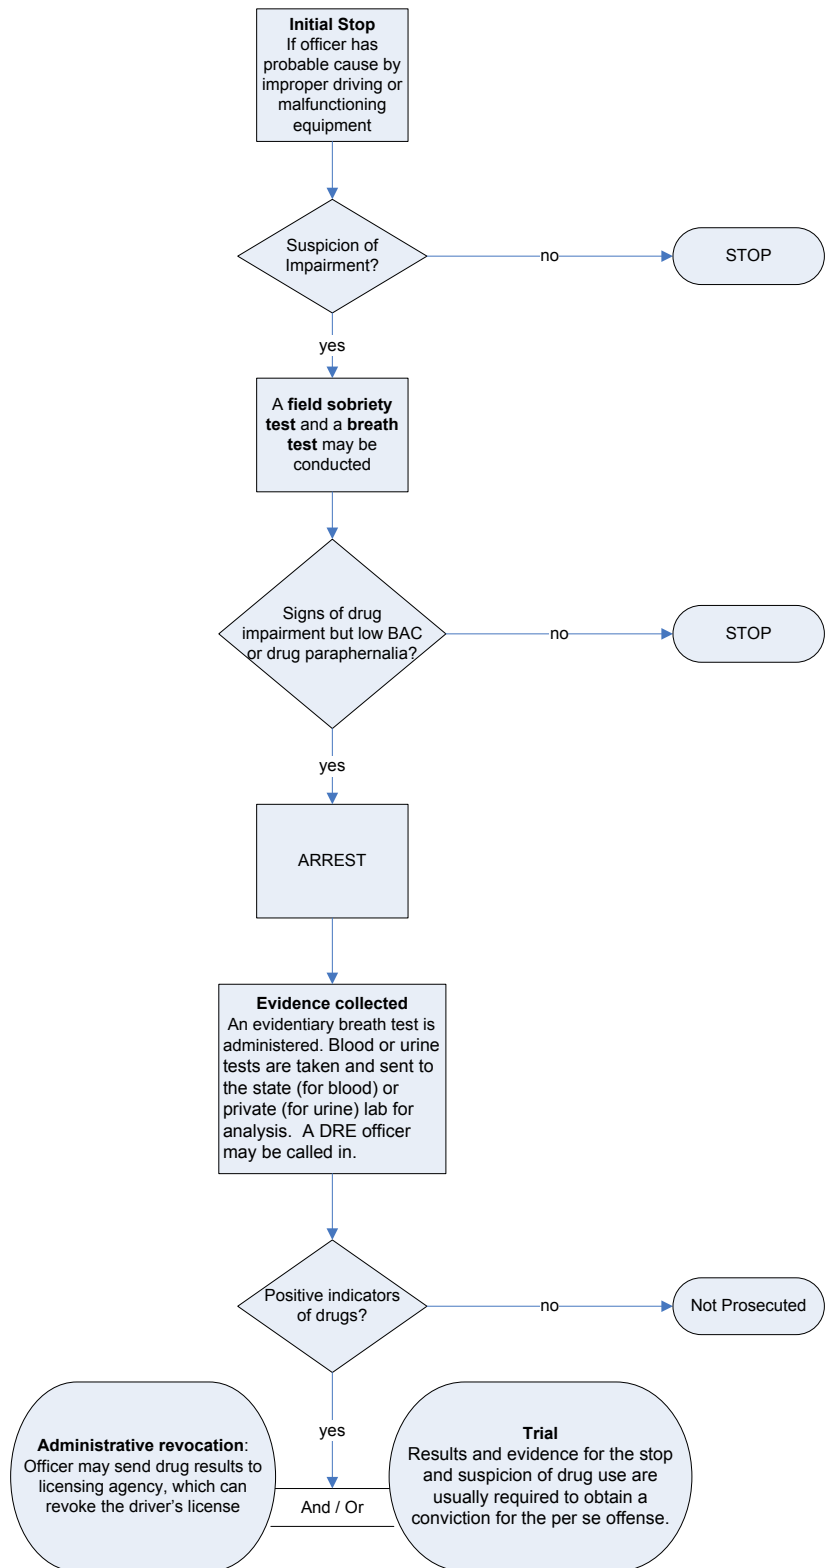 Initial Stop
If officer has
probable cause by
improper driving or
malfunctioning
equipment
Suspicion of
Impairment?
no
STOP
yes
A field sobriety
test and a breath
test may be
conducted
Signs of drug
impairment but low BAC
or drug paraphernalia?
no
STOP
yes
ARREST
Evidence collected
An evidentiary breath test is
administered. Blood or urine
tests are taken and sent to
the state (for blood) or
private (for urine) lab for
analysis.  A DRE officer
may be called in.
Positive indicators
of drugs?
no
Not Prosecuted
yes
Administrative revocation:
Officer may send drug results to
licensing agency, which can
revoke the driver's license
And / Or
Trial
Results and evidence for the stop
and suspicion of drug use are
usually required to obtain a
conviction for the per se offense.